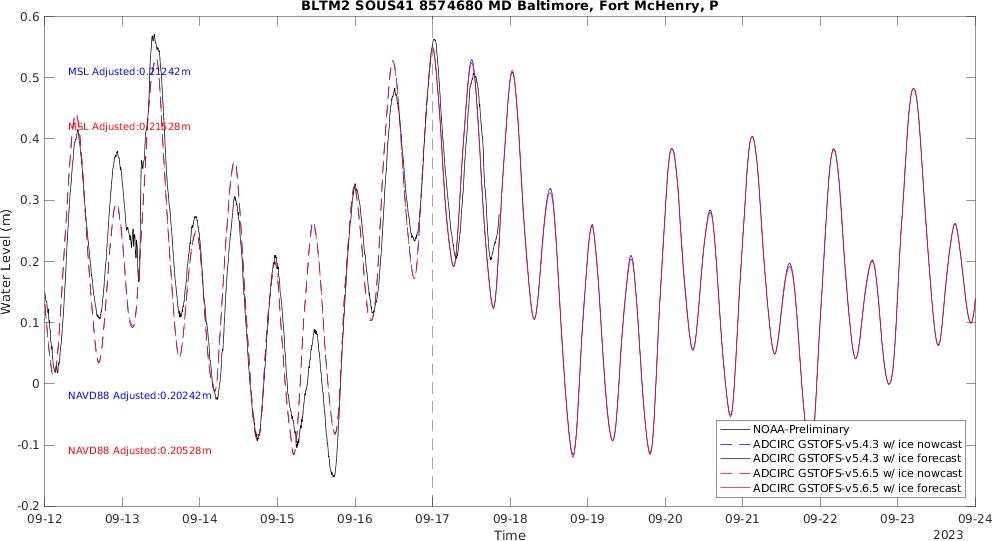 BLTM2 SOUS41 8574680 MD Baltimore, Fort McHenry, P
0.6
0.5
0.4
0.3
0.2
0.1
0
-0.1
-0.2
Water Level (m)
MSL Adjusted:0.21242m
MSL Adjusted:0.21528m
NAVD88 Adjusted:0.20242m
NAVD88 Adjusted:0.20528m
NOAA-Preliminary
ADCIRC GSTOFS-v5.4.3 w/ ice nowcast
ADCIRC GSTOFS-v5.4.3 w/ ice forecast
ADCIRC GSTOFS-v5.6.5 w/ ice nowcast
ADCIRC GSTOFS-v5.6.5 w/ ice forecast
09-12 09-13 09-14 09-15 09-16 09-17 09-18 09-19 09-20 09-21 09-22 09-23 09-24
Time
2023